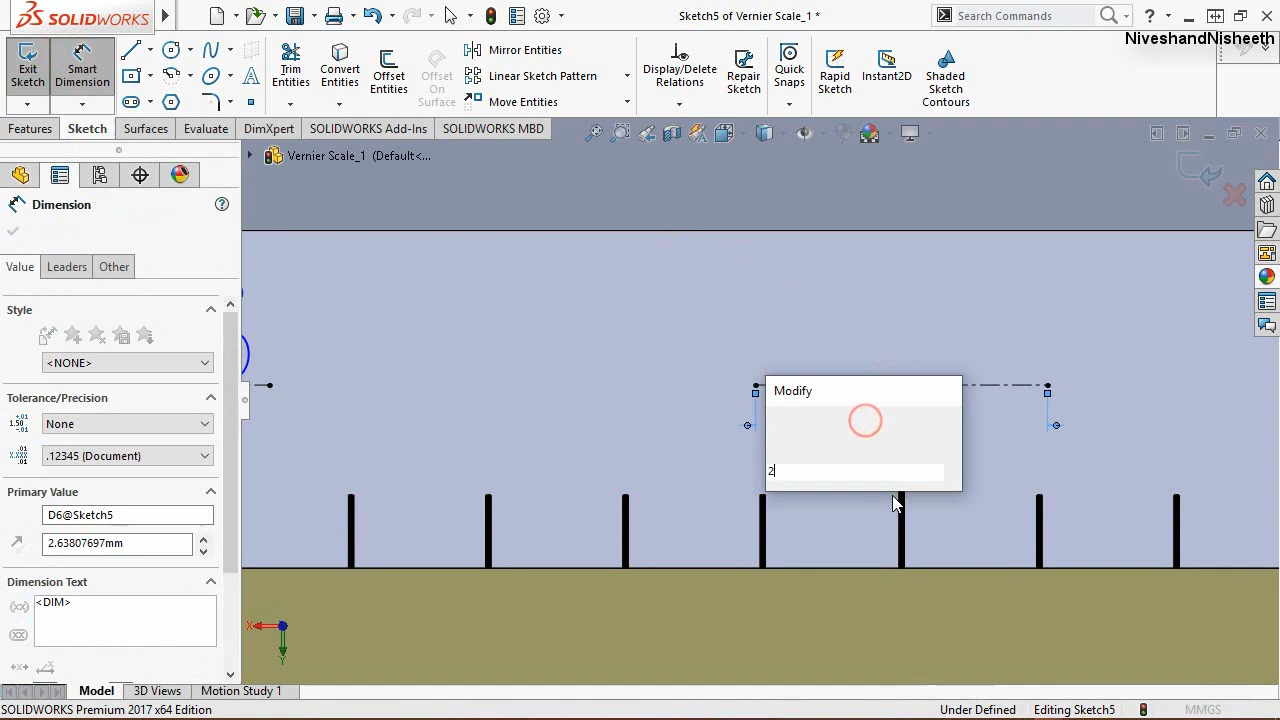 SOLIDWORKS
Sketch5 of Vernier Scale_1 *
Search Commands
NiveshandNisheeth
Exit Sketch
Smart Dimension
Trim Entities
Convert Entities
Offset Entities
Offset On Surface
Mirror Entities
Linear Sketch Pattern
Move Entities
Display/Delete Relations
Repair Sketch
Quick Snaps
Rapid Sketch
Instant2D
Shaded Sketch Contours
Features
Sketch
Surfaces
Evaluate
DimXpert
SOLIDWORKS Add-Ins
SOLIDWORKS MBD
Vernier Scale_1 (Default<...
Dimension
Value
Leaders
Other
Style
<NONE>
Tolerance/Precision
None
.12345 (Document)
Primary Value
D6@Sketch5
2.63807697mm
Dimension Text
<DIM>
Modify
2
X
Y
Model
3D Views
Motion Study 1
SOLIDWORKS Premium 2017 x64 Edition
Under Defined
Editing Sketch5
MMGS